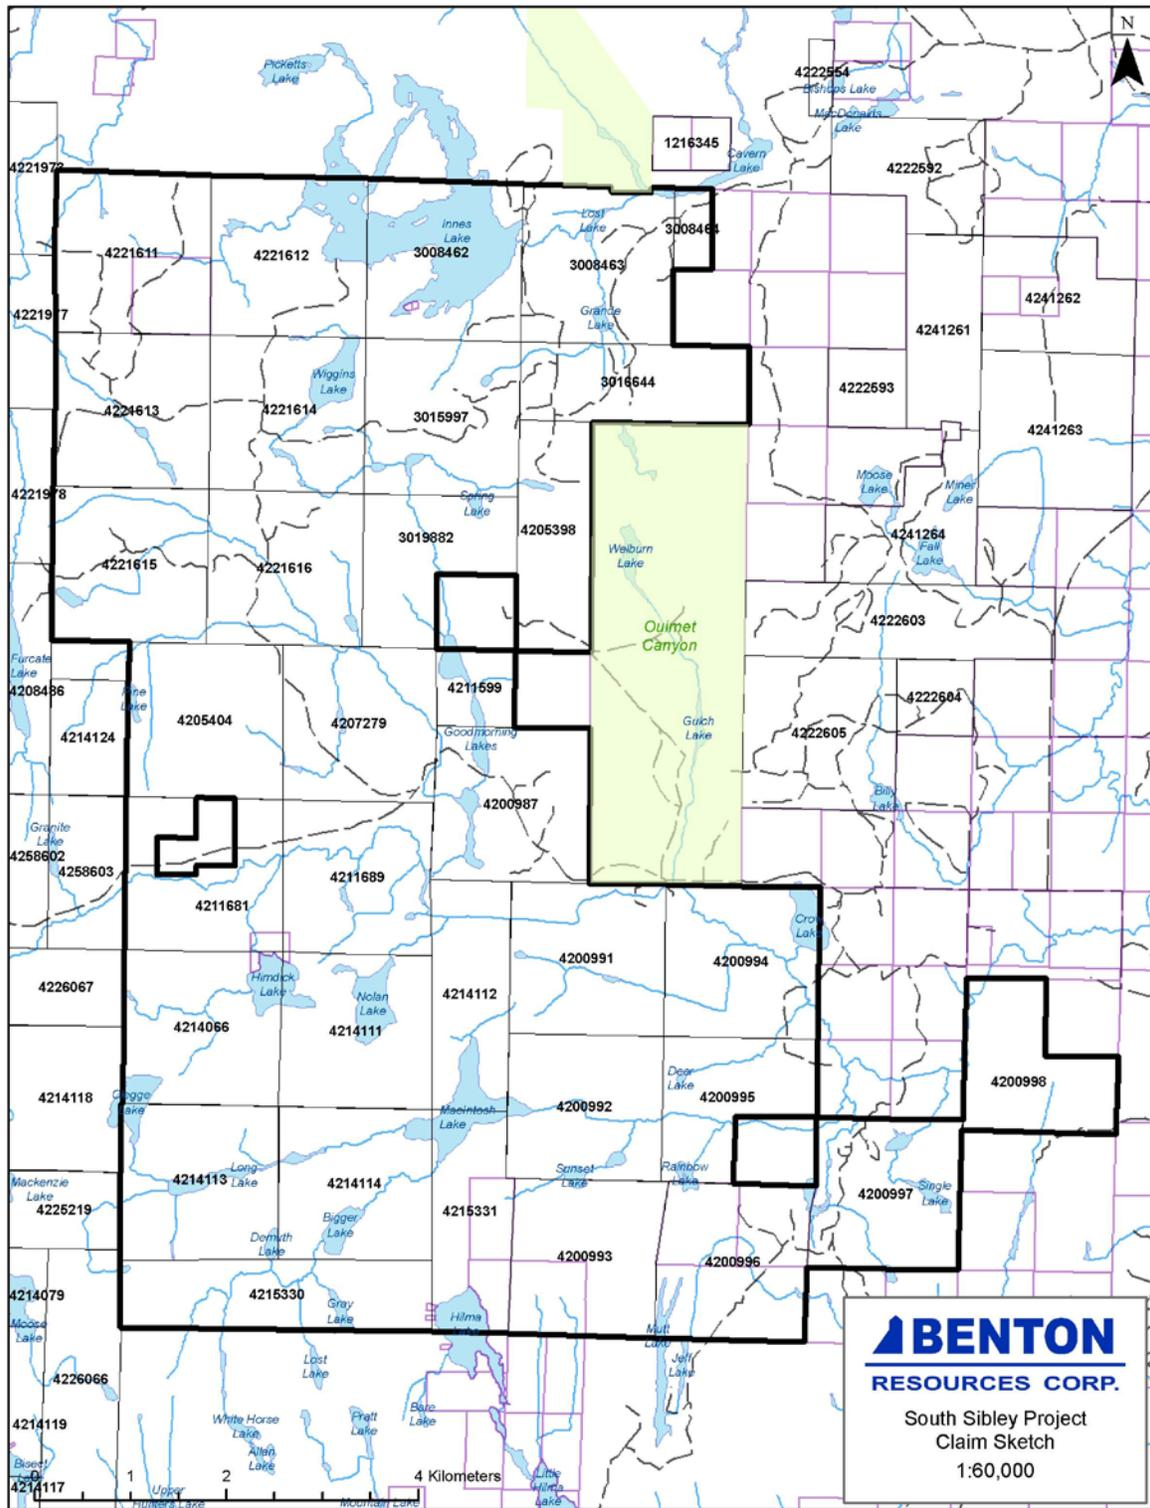 N
Picketts
Lake
4222554
Bishops Lake
MacDonalds
Lake
1216345
Cavern
Lake
4222592
4221973
Innes
Lake
Lost
Lake
3008464
4221611
4221612
3008462
3008463
4241262
4221977
Grande
Lake
4241261
Wiggins
Lake
3016644
4222593
4221613
4221614
3015997
4241263
Moose
Lake
Miner
Lake
4221978
Spring
Lake
4205398
3019882
4241264
Fall
Lake
Welburn
Lake
4221615
4221616
4222603
Ouimet
Canyon
Furcate
Lake
4208486
Pine
Lake
4211599
4222604
4205404
4207279
4214124
Goodmorning
Lakes
Gulch
Lake
4222605
4200987
Billy
Lake
Granite
Lake
4258602
4258603
4211689
4211681
Crow
Lake
4200991
4200994
4226067
Himdick
Lake
Nolan
Lake
4214112
4214066
4214111
4214118
Clegge
Lake
Deer
Lake
4200995
4200998
4200992
Macintosh
Lake
Mackenzie
Lake
4214113
Long
Lake
4214114
Sunset
Lake
Rainbow
Lake
4200997
Single
Lake
4225219
4215331
Bigger
Lake
Demuth
Lake
4200993
4200996
4214079
4215330
Gray
Lake
Hilma
Lake
Moose
Lake
Mutt
Lake
Jeff
Lake
Lost
Lake
4226066
BENTON
RESOURCES CORP.
South Sibley Project
Claim Sketch
1:60,000
4214119
White Horse
Lake
Pratt
Lake
Bare
Lake
Allan
Lake
Bisect
Lake
0 1 2 4 Kilometers
4214117
Upper
Hunters Lake
Mountain Lake
Little
Hilma
Lake